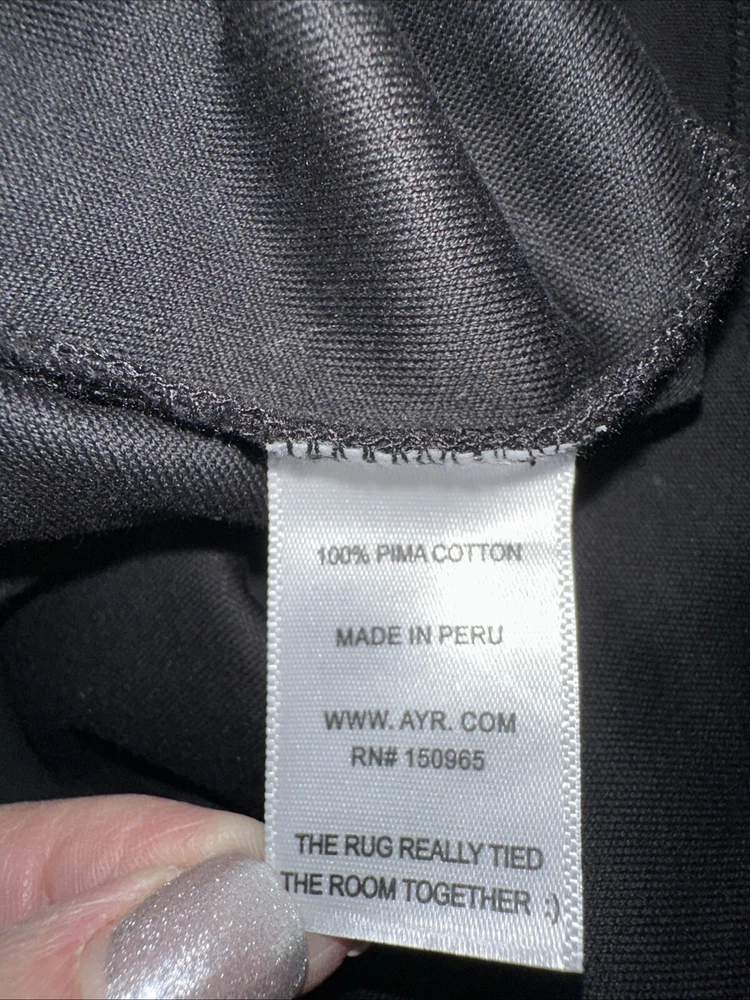 100% PIMA COTTON
MADE IN PERU
WWW. AYR. COM
RN# 150965
THE RUG REALLY TIED
THE ROOM TOGETHER :)